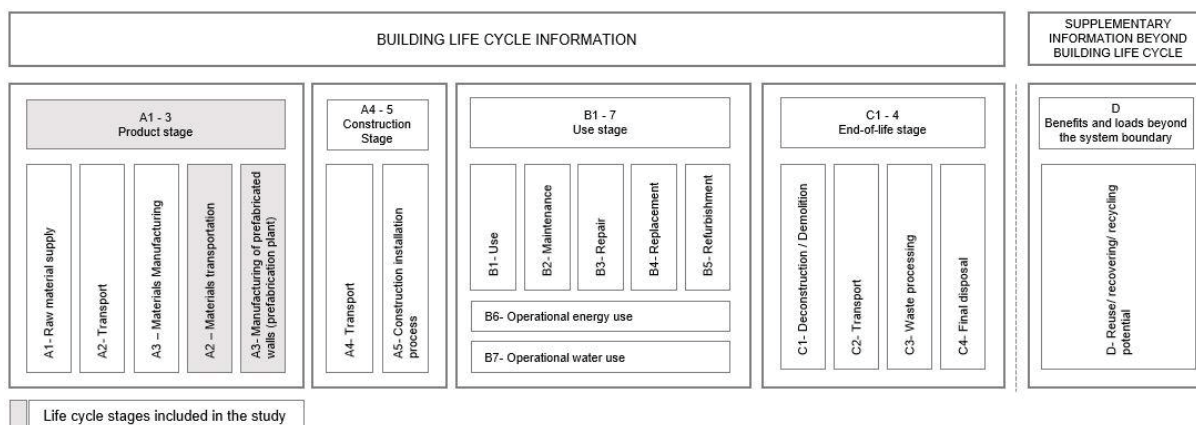 BUILDING LIFE CYCLE INFORMATION
SUPPLEMENTARY
INFORMATION BEYOND
BUILDING LIFE CYCLE
A1 - 3
Product stage
A1- Raw material supply
A2- Transport
A3 – Materials Manufacturing
A2 – Materials transportation
A3- Manufacturing of prefabricated
walls (prefabrication plant)
A4 - 5
Construction
Stage
A4- Transport
A5- Construction installation
process
B1 - 7
Use stage
B1- Use
B2- Maintenance
B3- Repair
B4- Replacement
B5- Refurbishment
B6- Operational energy use
B7- Operational water use
C1 - 4
End-of-life stage
C1- Deconstruction / Demolition
C2- Transport
C3- Waste processing
C4- Final disposal
D
Benefits and loads beyond
the system boundary
D- Reuse/ recovering/ recycling
potential
Life cycle stages included in the study